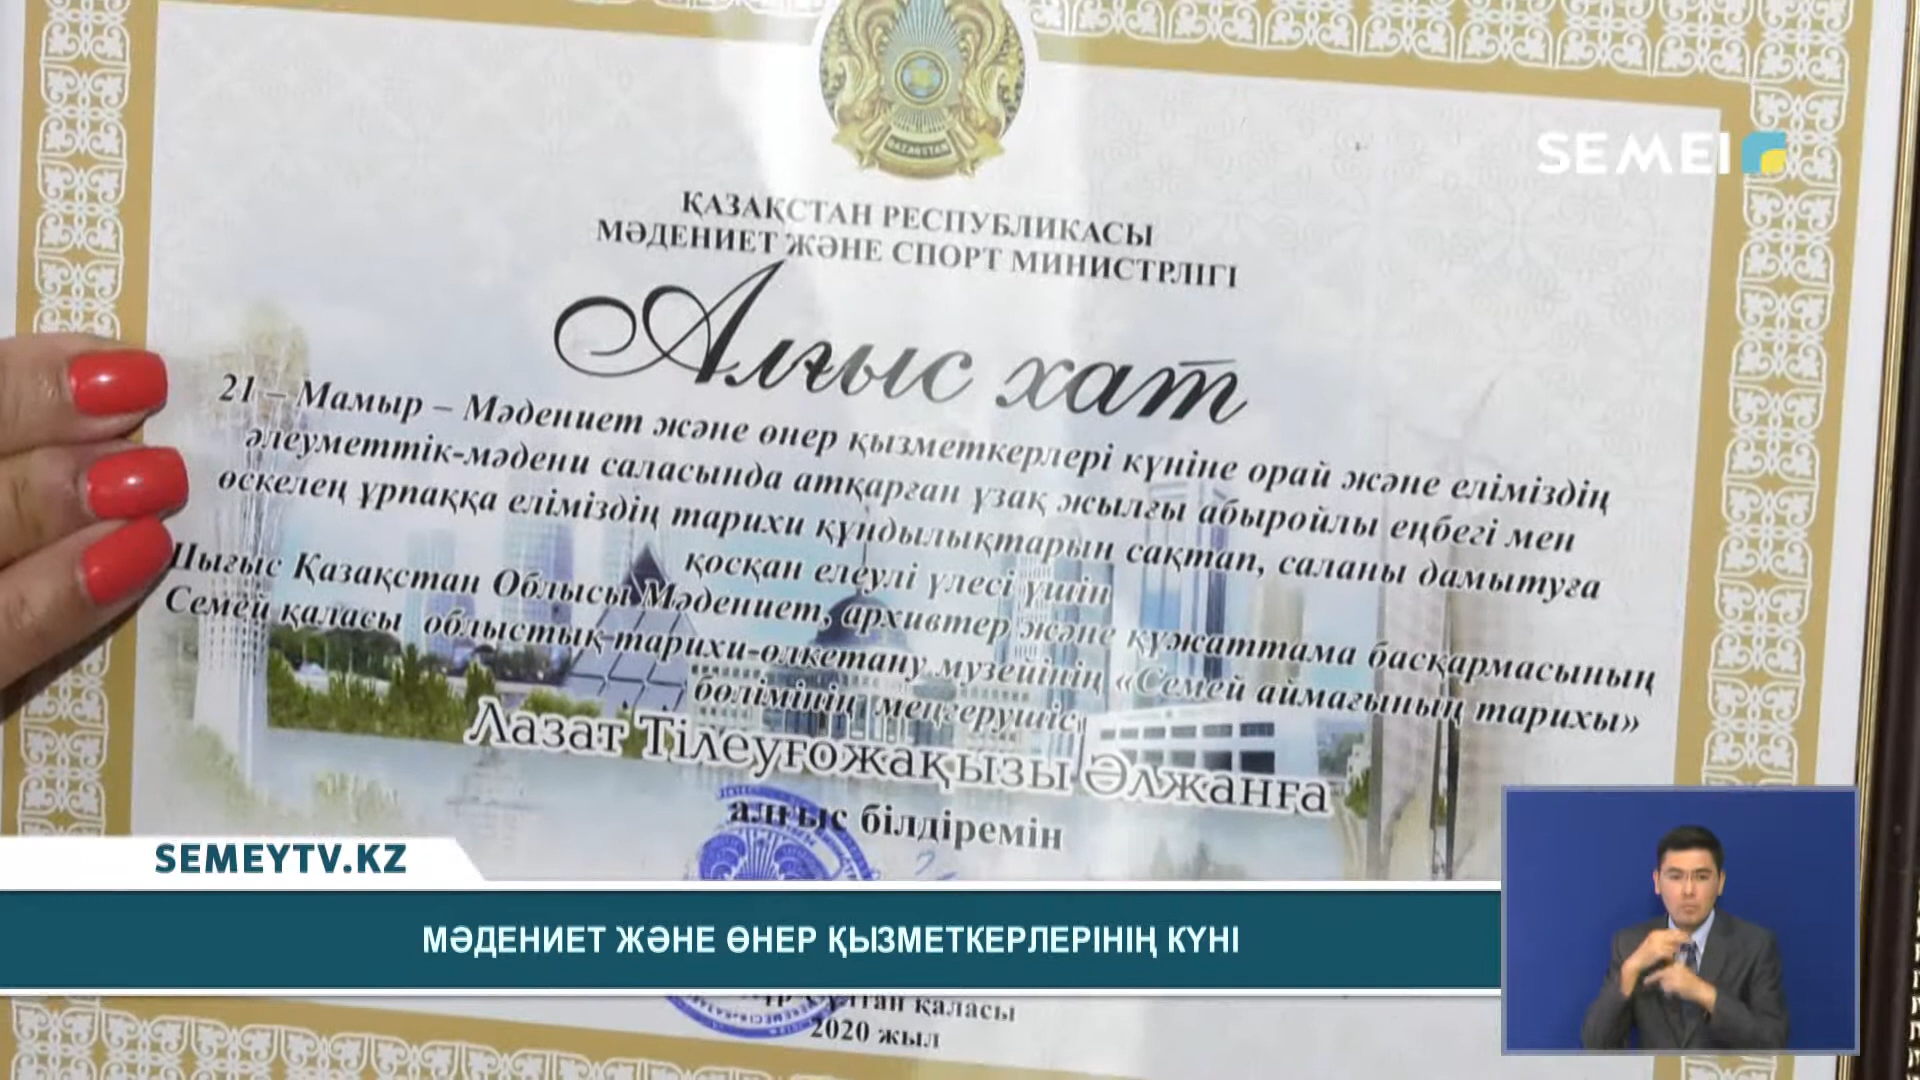 QAZAQSTAN
SEMEI
ҚАЗАҚСТАН РЕСПУБЛИКАСЫ
МӘДЕНИЕТ ЖӘНЕ СПОРТ МИНИСТРЛІГІ
Алғыс хат
21 – Мамыр – Мәдениет және өнер қызметкерлері күніне орай және еліміздің
әлеуметтік-мәдени саласында атқарған ұзақ жылғы абыройлы еңбегі мен
өскелең ұрпаққа еліміздің тарихи құндылықтарын сақтап, саланы дамытуға
қосқан елеулі үлесі үшін
Шығыс Қазақстан Облысы Мәдениет, архивтер және құжаттама басқармасының
Семей қаласы облыстық тарихи-өлкетану музейінің «Семей аймағының тарихы»
бөлімінің меңгерушісі
Лазат Тілеуғожақызы Әлжанға
алғыс білдіремін
SEMEYTV.KZ
МӘДЕНИЕТ ЖӘНЕ ӨНЕР ҚЫЗМЕТКЕРЛЕРІНІҢ КҮНІ
қаласы
2020 жыл